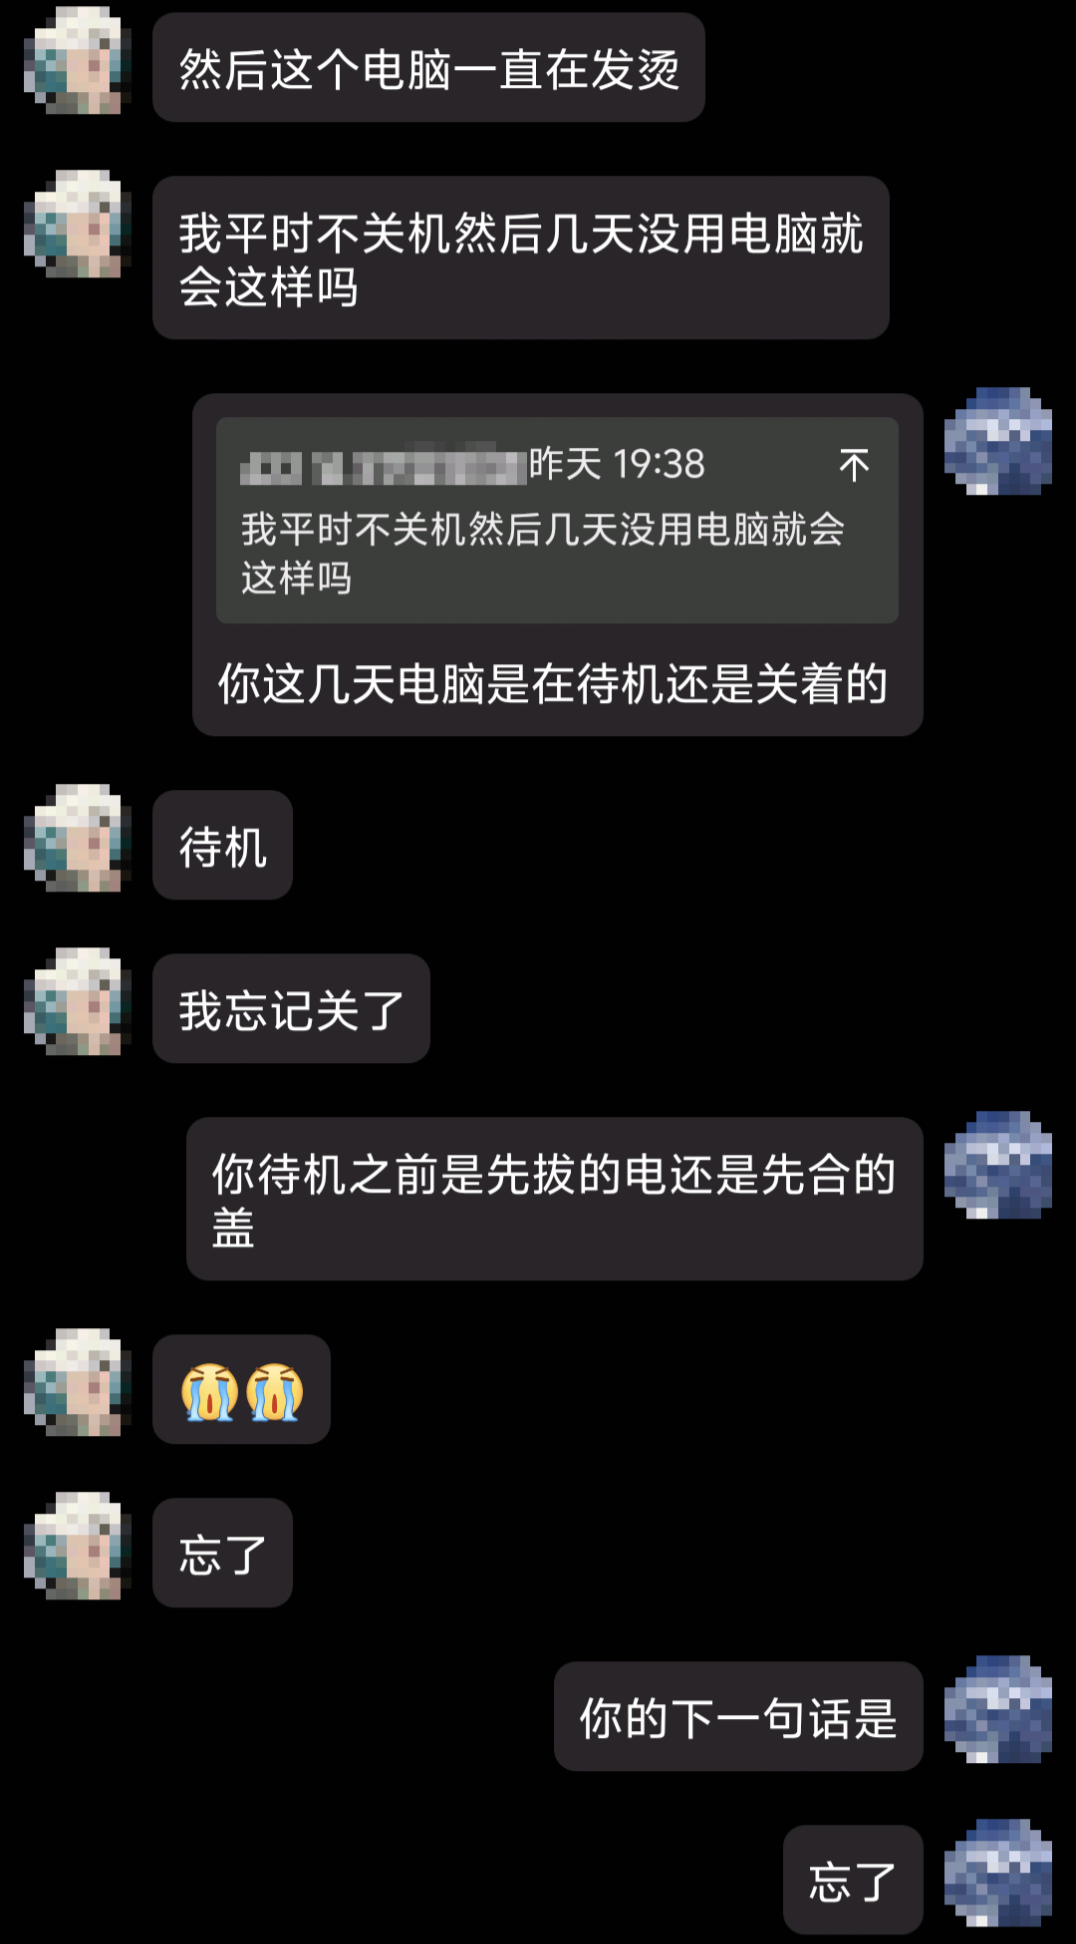 然后这个电脑一直在发烫
我平时不关机然后几天没用电脑就
会这样吗
昨天 19:38
我平时不关机然后几天没用电脑就会
这样吗
你这几天电脑是在待机还是关着的
待机
我忘记关了
你待机之前是先拔的电还是先合的
盖
😭😭
忘了
你的下一句话是
忘了